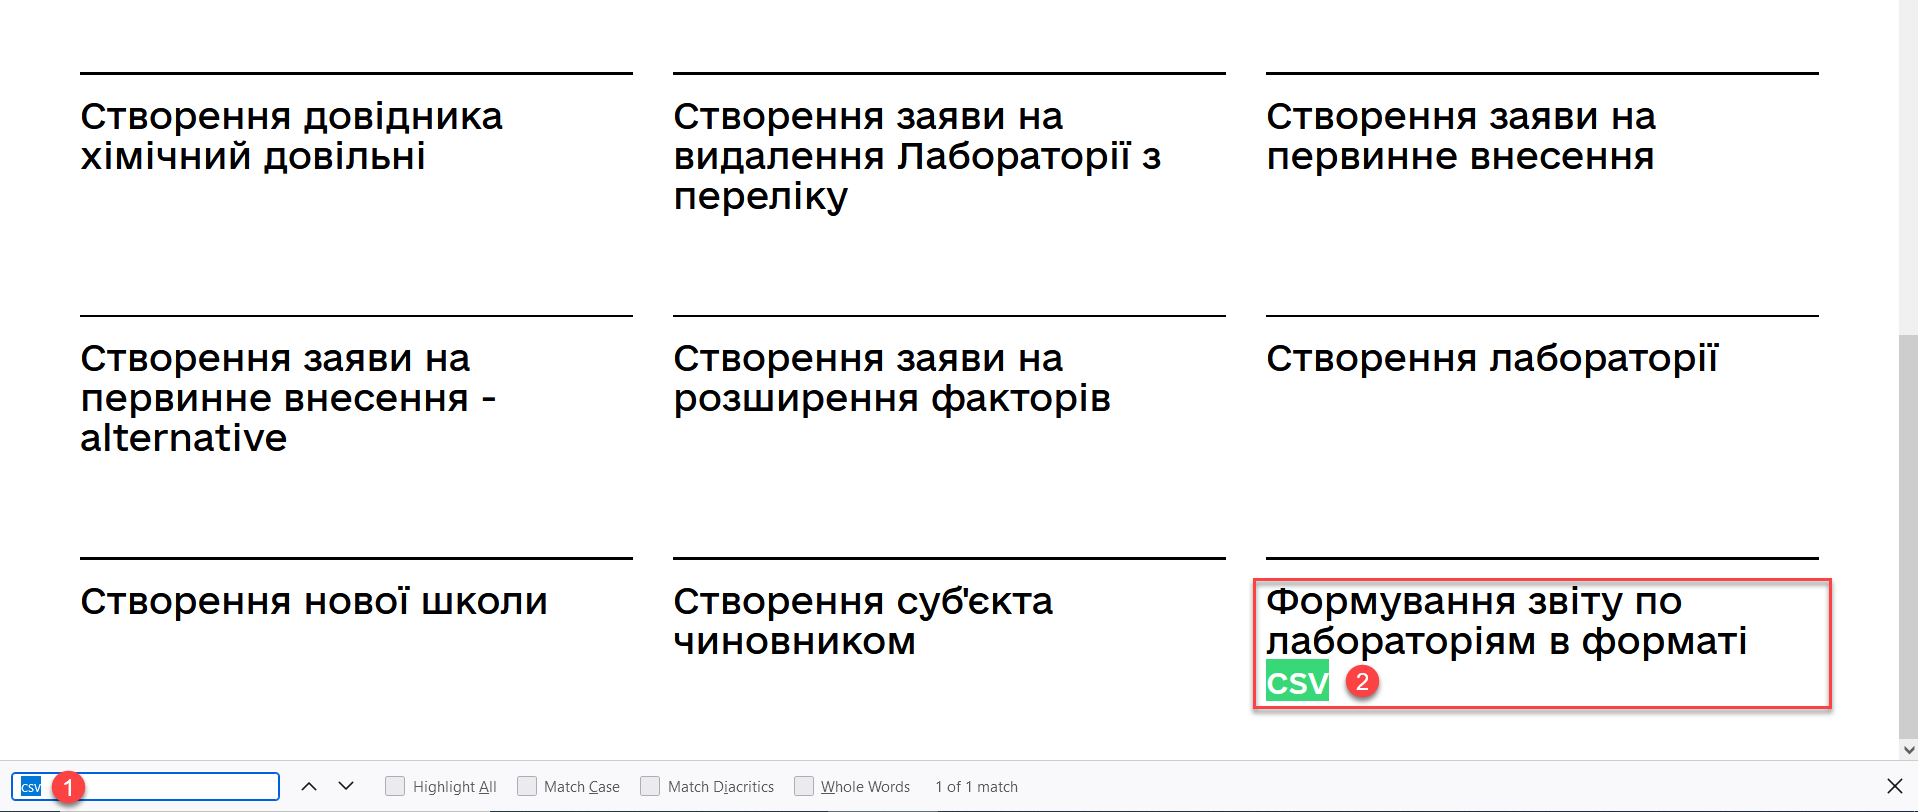 Створення довідника
хімічний довільні
Створення заяви на
видалення Лабораторії з
переліку
Створення заяви на
первинне внесення
Створення заяви на
первинне внесення -
alternative
Створення заяви на
розширення факторів
Створення лабораторії
Створення нової школи
Створення суб'єкта
чиновником
Формування звіту по
лабораторіям в форматі
CSV 2
csv 1 Highlight All Match Case Match Diacritics Whole Words 1 of 1 match